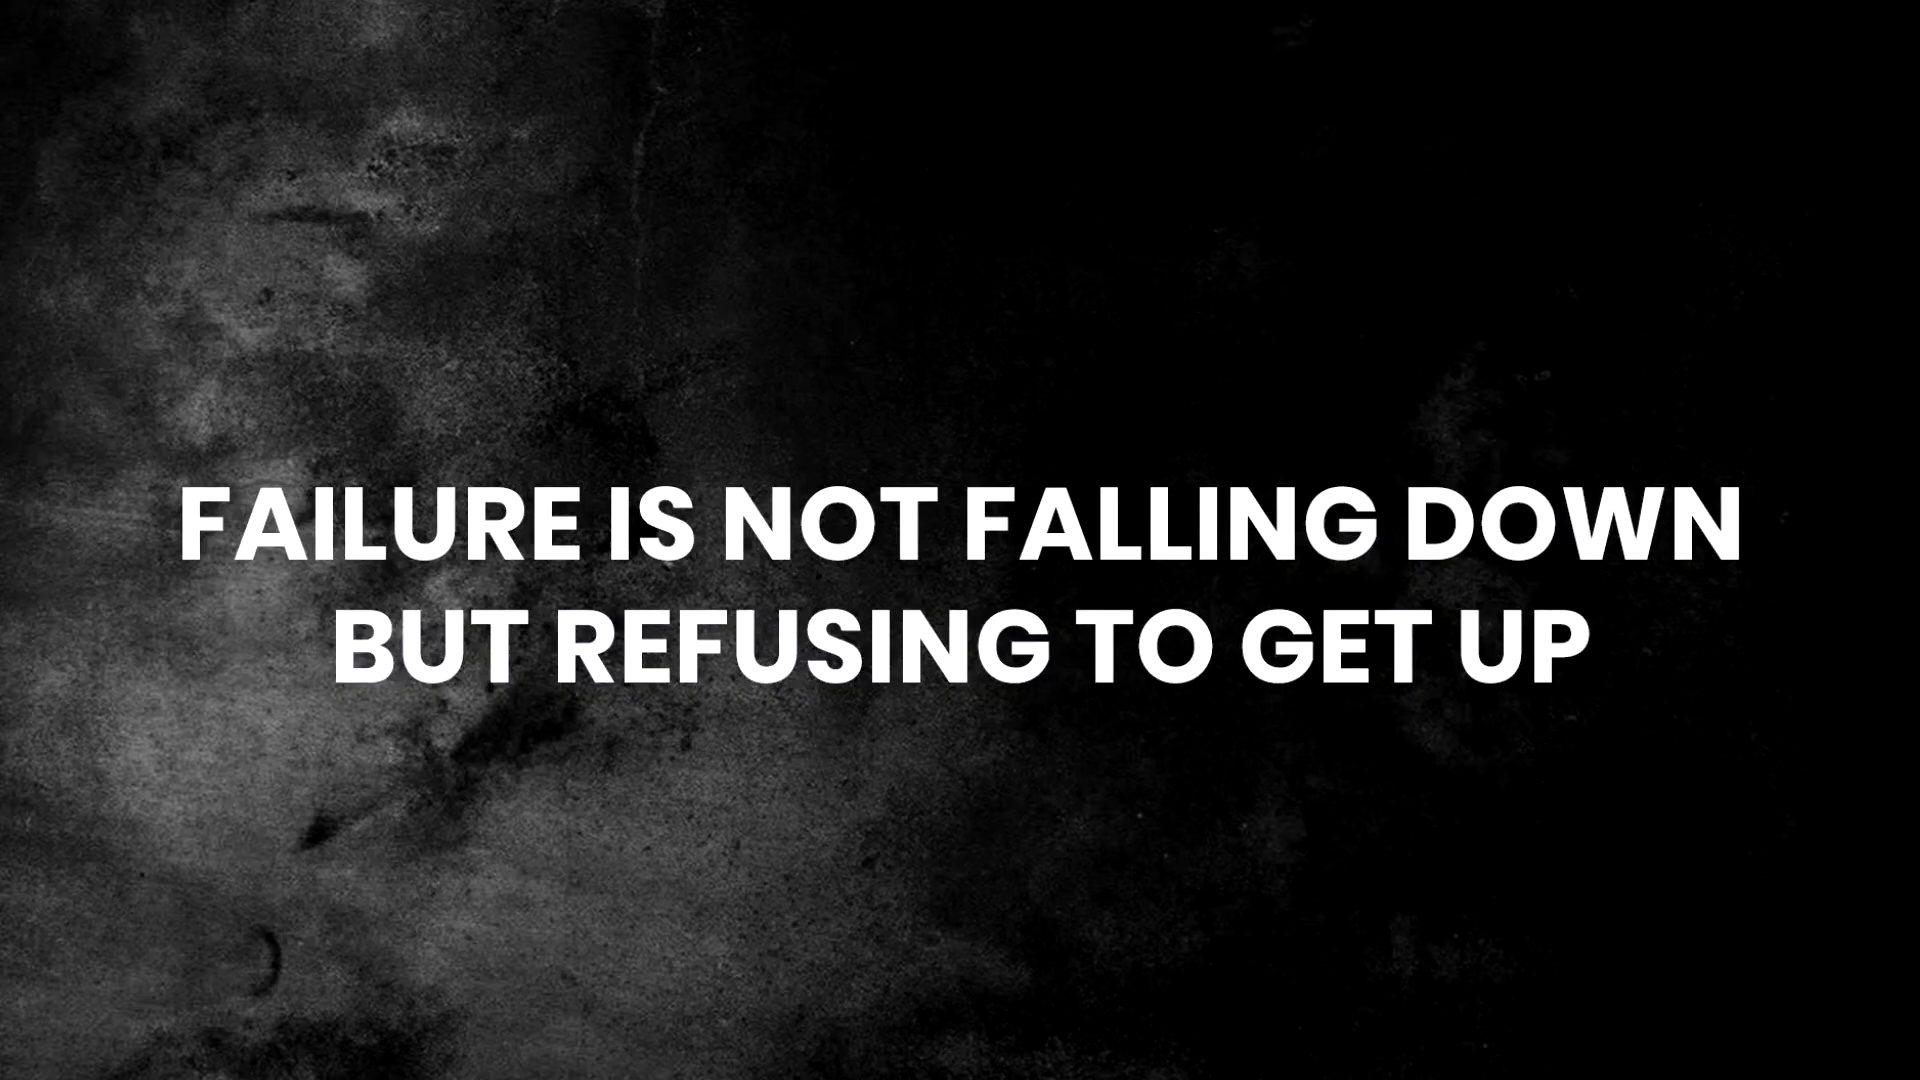 FAILURE IS NOT FALLING DOWN
BUT REFUSING TO GET UP